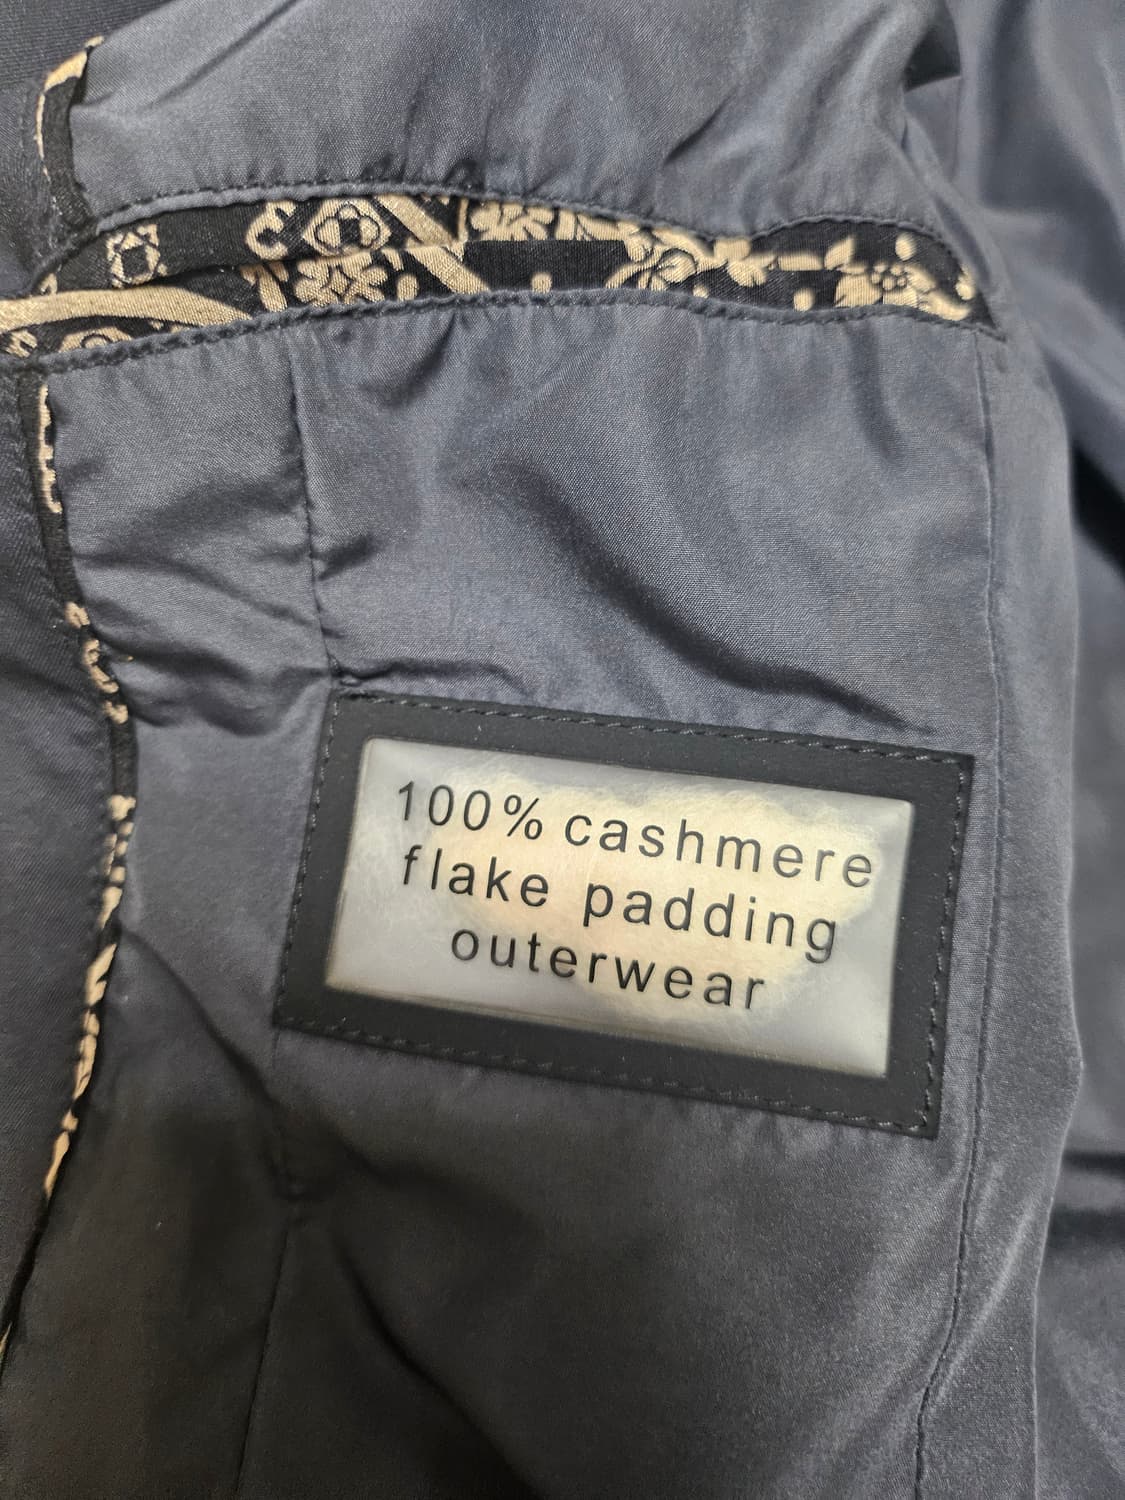 100% cashmere
flake padding
outerwear